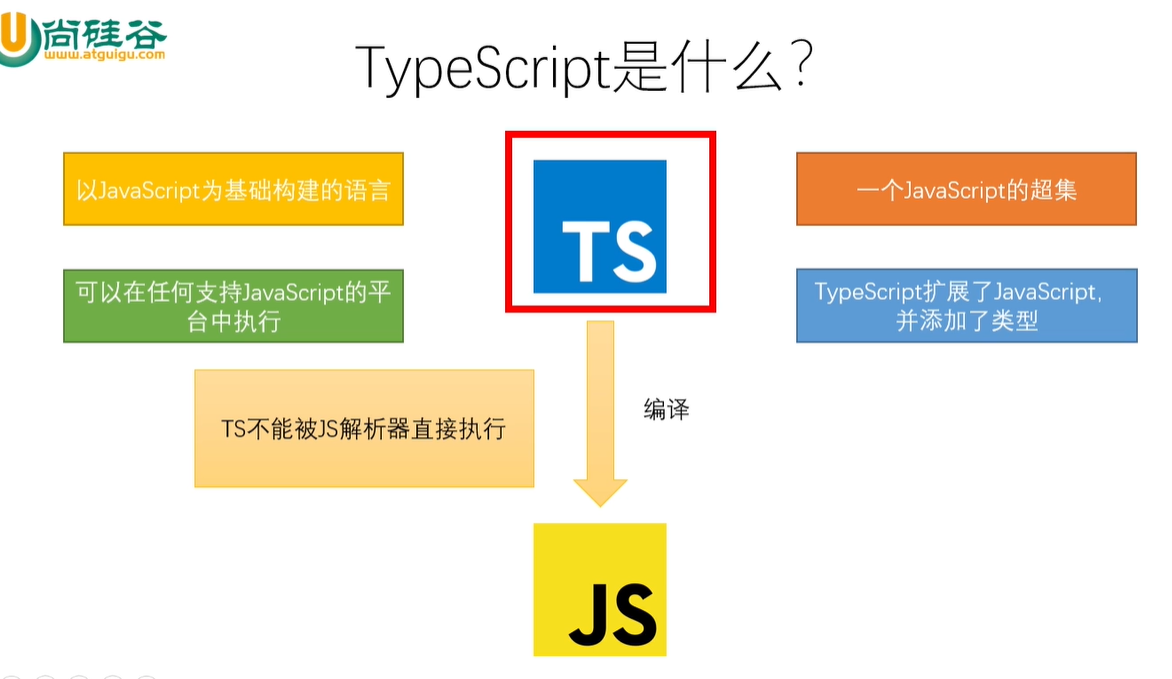 尚硅谷
www.atguigu.com
TypeScript是什么?
以JavaScript为基础构建的语言
一个JavaScript的超集
可以在任何支持JavaScript的平
台中执行
TypeScript扩展了JavaScript,
并添加了类型
TS
TS不能被JS解析器直接执行
编译
JS